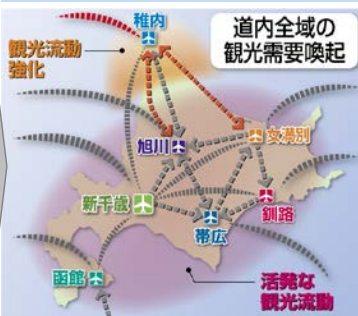 道内全域の
観光需要喚起
稚内
観光流動
強化
旭川
女満別
新千歳
釧路
帯広
函館
活発な
観光流動